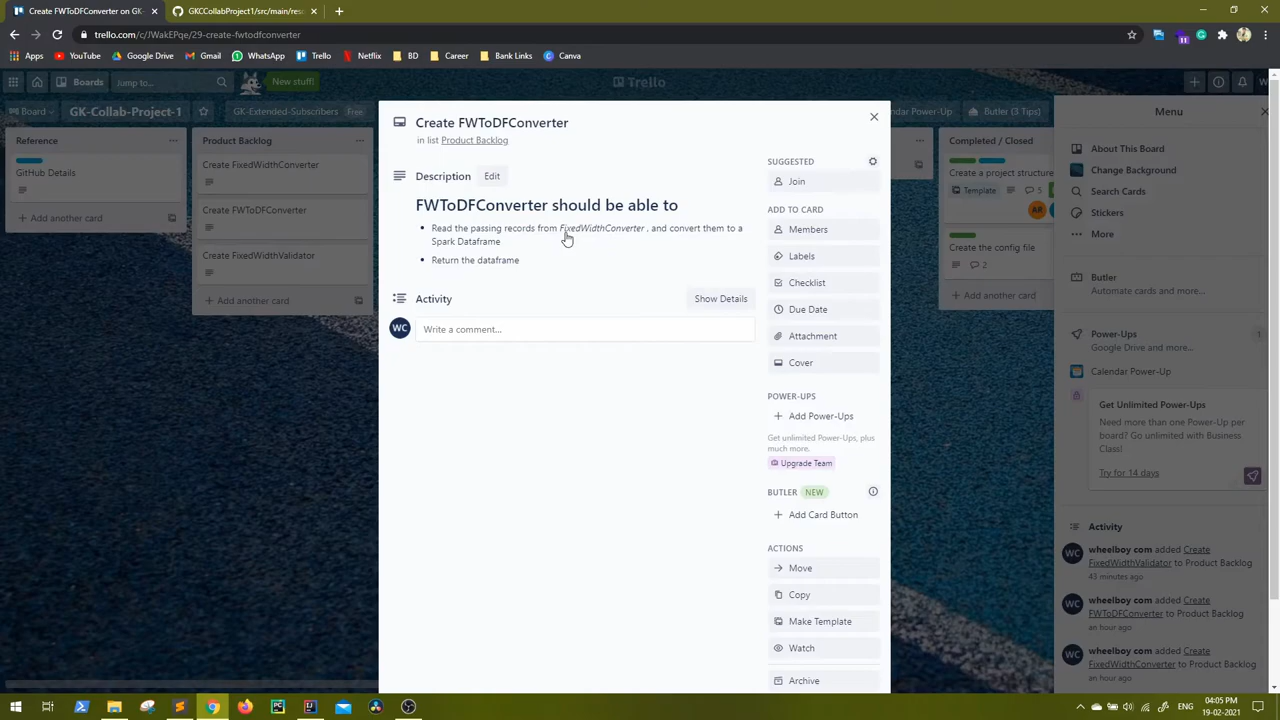 Create FWToDFConverter on GK-
GKCCollabProject1/src/main/reso
trello.com/c/JWakEPqe/29-create-fwtodfconverter
Apps
YouTube
Google Drive
WhatsApp
Trello
Netflix
BD
Career
Bank Links
Canva
Boards
Jump to...
New stuff!
Trello
Board
GK-Collab-Project-1
GK-Extended-Subscribers
Free
endar Power-Up
Butler (3 Tips)
Menu
Reference
GitHub Details
Add another card
Product Backlog
Create FixedWidthConverter
Create FWToDFConverter
Create FixedWidthValidator
Add another card
Create FWToDFConverter
in list Product Backlog
Description
Edit
FWToDFConverter should be able to
• Read the passing records from FixedWidthConverter , and convert them to a
Spark Dataframe
• Return the dataframe
Activity
Show Details
WC
Write a comment...
SUGGESTED
Join
ADD TO CARD
Members
Labels
Checklist
Due Date
Attachment
Cover
POWER-UPS
Add Power-Ups
Get unlimited Power-Ups, plus
much more.
Upgrade Team
BUTLER NEW
Add Card Button
ACTIONS
Move
Copy
Make Template
Watch
Archive
Completed / Closed
Create a project structure
Template
5
AR
Create the config file
2
Add another card
About This Board
Change Background
Search Cards
Stickers
More
Butler
Automate cards and more...
Power-Ups
1
Google Drive and more...
Calendar Power-Up
Get Unlimited Power-Ups
Need more than one Power-Up per
board? Go unlimited with Business
Class!
Try for 14 days
Activity
WC
wheelboy com added Create
FixedWidthValidator to Product Backlog
43 minutes ago
WC
wheelboy com added Create
FWToDFConverter to Product Backlog
an hour ago
WC
wheelboy com added Create
FixedWidthConverter to Product Backlog
an hour ago
ENG
04:05 PM
19-02-2021